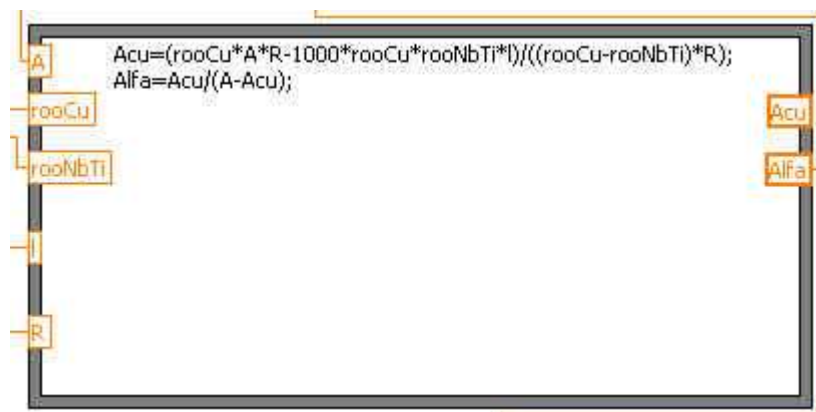 Acu=(rooCu*A*R-1000*rooCu*rooNbTi*l)/((rooCu-rooNbTi)*R);
Alfa=Acu/(A-Acu);
A
rooCu
Acu
rooNbTi
Alfa
l
R